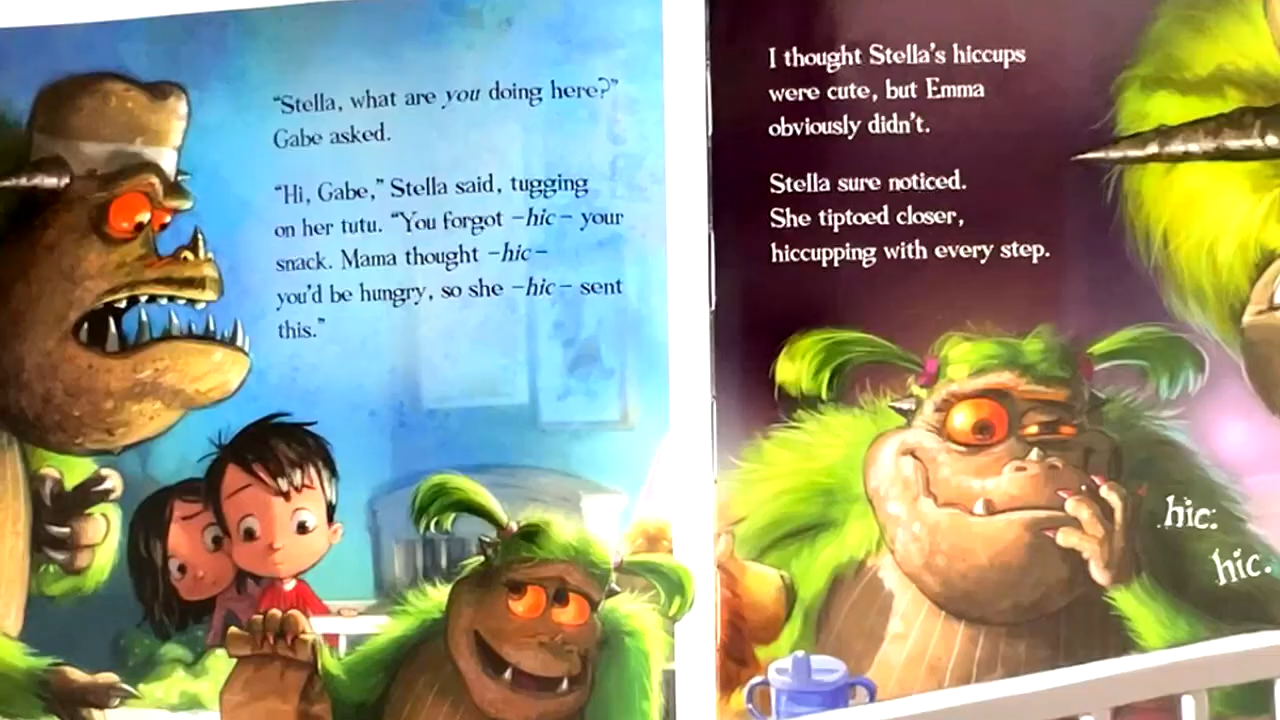 “Stella, what are you doing here?”
Gabe asked.
“Hi, Gabe,” Stella said, tugging
on her tutu. “You forgot –hic– your
snack. Mama thought –hic–
you’d be hungry, so she –hic– sent
this.”
I thought Stella’s hiccups
were cute, but Emma
obviously didn’t.
Stella sure noticed.
She tiptoed closer,
hiccupping with every step.
hic.
hic.